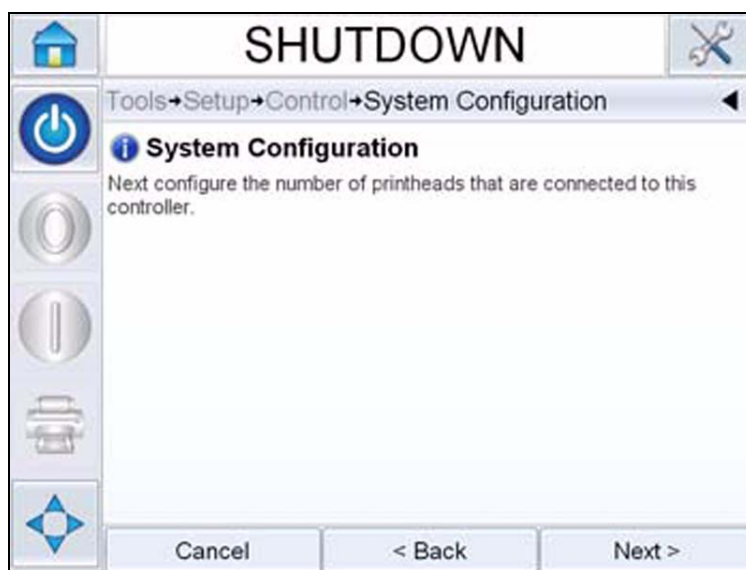 SHUTDOWN
Tools→Setup→Control→System Configuration
System Configuration
Next configure the number of printheads that are connected to this
controller.
Cancel
< Back
Next >